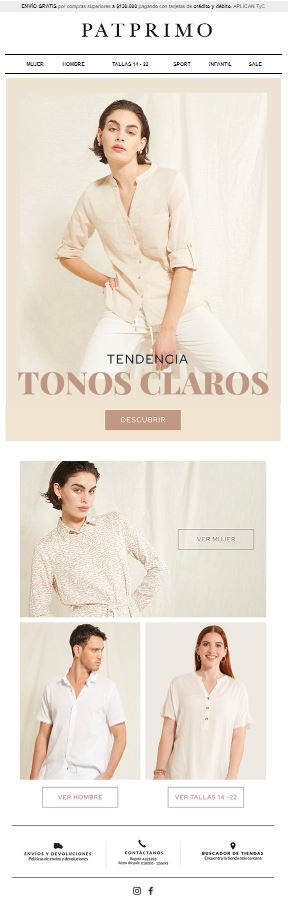 ENVÍO GRATIS por compras superiores a $130.000 pagando con tarjetas de crédito y débito. APLICAN TyC
PATPRIMO
MUJER HOMBRE TALLAS 14 - 22 SPORT INFANTIL SALE
TENDENCIA
TONOS CLAROS
DESCUBRIR
VER MUJER
VER HOMBRE VER TALLAS 14 -22
ENVÍOS Y DEVOLUCIONES
Políticas de envíos y devoluciones
CONTÁCTANOS
BUSCADOR DE TIENDAS
Encuentra la tienda más cercana